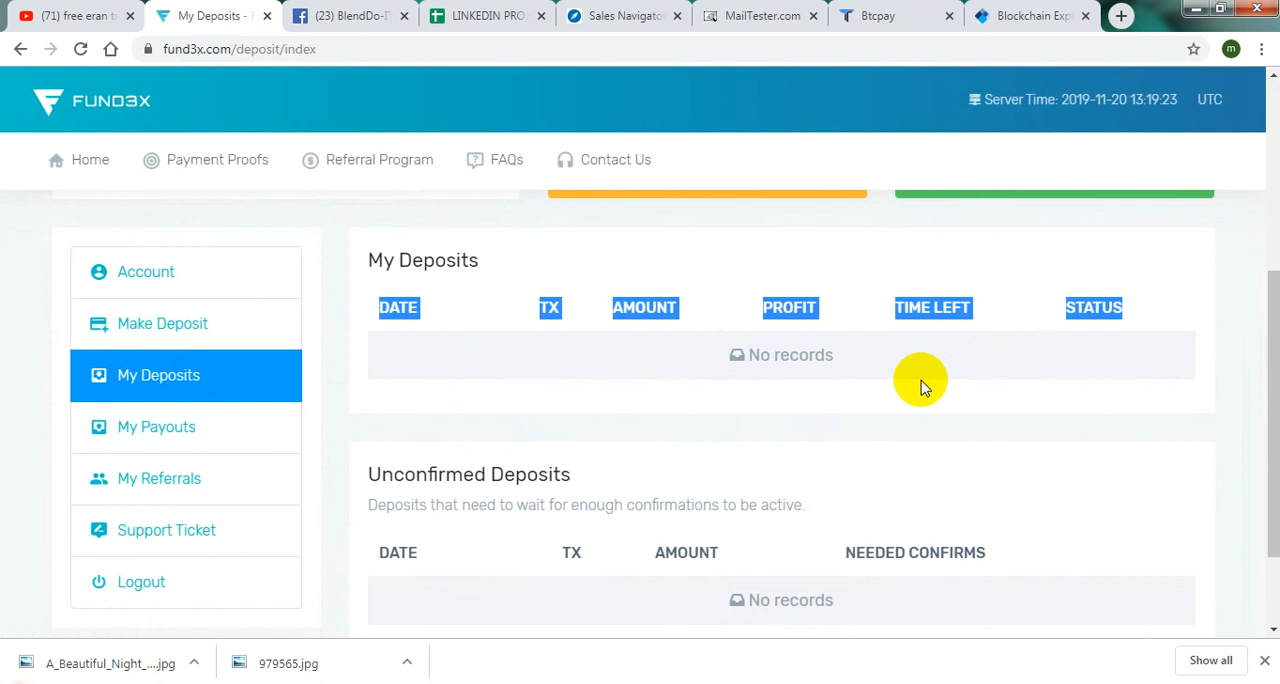 (71) free eran t
My Deposits - F
(23) BlendDo-IT
LINKEDIN PRO
Sales Navigato
MailTester.com
Btcpay
Blockchain Exp
fund3x.com/deposit/index
m
FUND3X
Server Time: 2019-11-20 13:19:23 UTC
Home
Payment Proofs
Referral Program
FAQs
Contact Us
Account
Make Deposit
My Deposits
My Payouts
My Referrals
Support Ticket
Logout
My Deposits
DATE TX AMOUNT PROFIT TIME LEFT STATUS
No records
Unconfirmed Deposits
Deposits that need to wait for enough confirmations to be active.
DATE TX AMOUNT NEEDED CONFIRMS
No records
A_Beautiful_Night_....jpg
979565.jpg
Show all